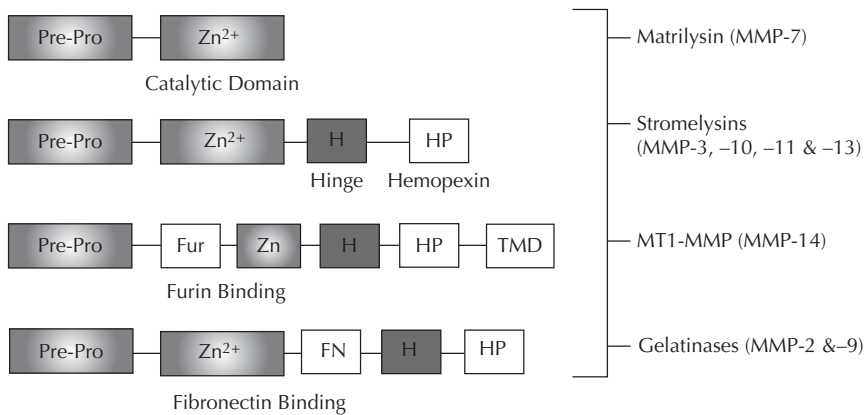 Pre-Pro Zn2+ Matrilysin (MMP-7)
Catalytic Domain
Pre-Pro Zn2+ H HP Stromelysins
(MMP-3, –10, –11 & –13)
Hinge Hemopexin
Pre-Pro Fur Zn H HP TMD MT1-MMP (MMP-14)
Furin Binding
Pre-Pro Zn2+ FN H HP Gelatinases (MMP-2 &–9)
Fibronectin Binding